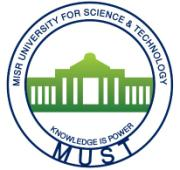 MISR UNIVERSITY FOR SCIENCE & TECHNOLOGY
KNOWLEDGE IS POWER
MUST